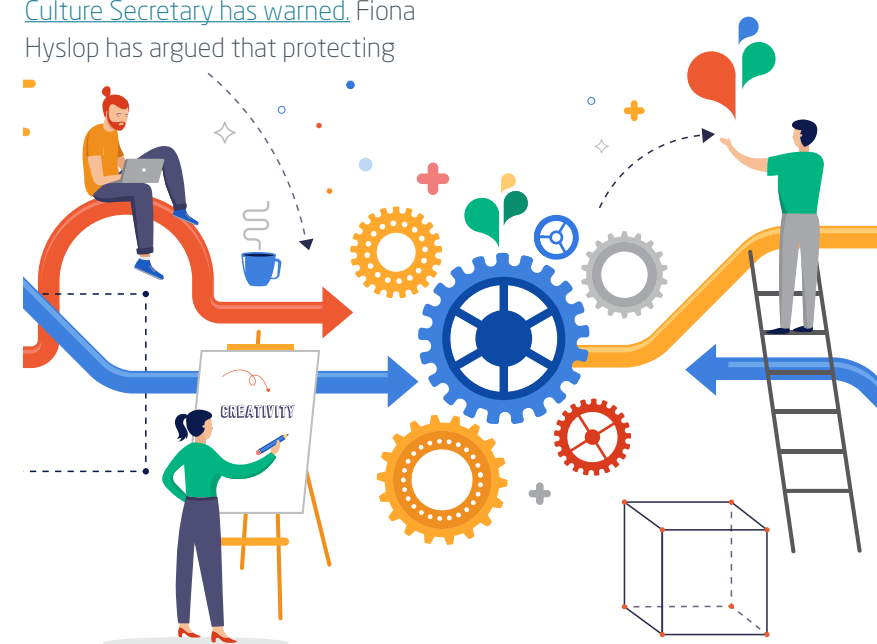 Culture Secretary has warned. Fiona
Hyslop has argued that protecting
CREATIVITY